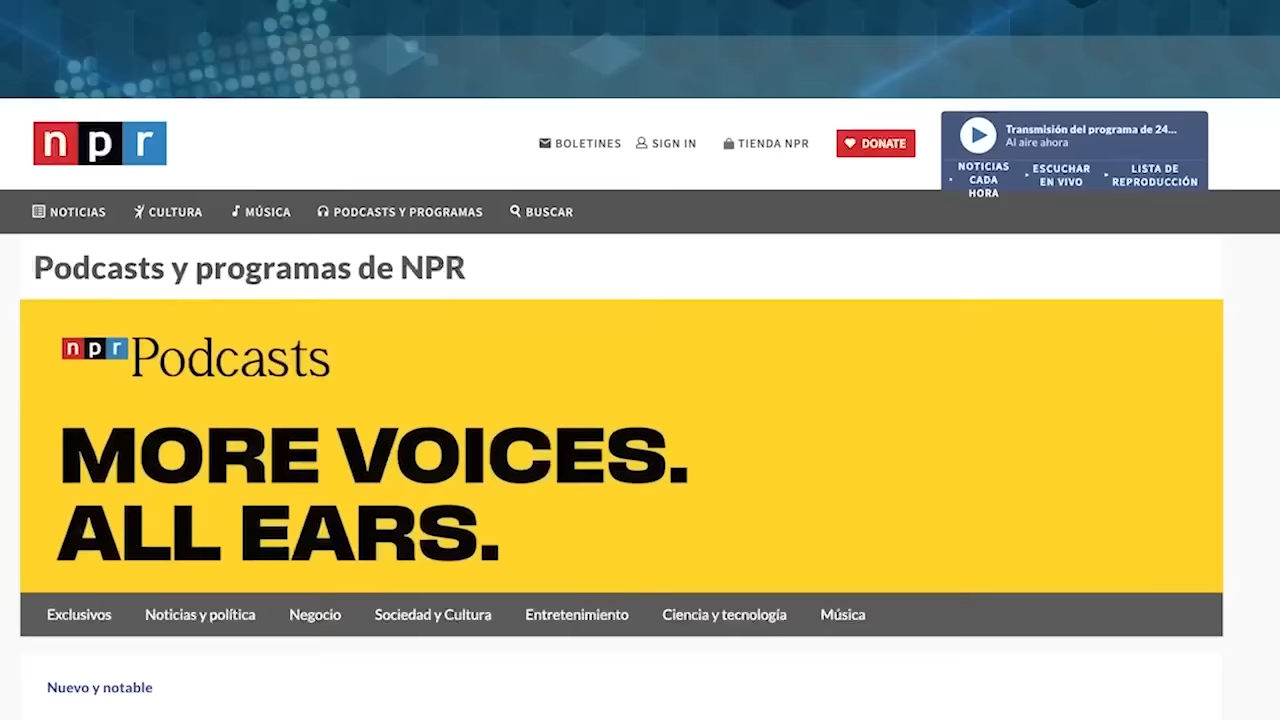 npr
BOLETINES
SIGN IN
TIENDA NPR
DONATE
Transmisión del programa de 24...
Al aire ahora
NOTICIAS CADA HORA
ESCUCHAR EN VIVO
LISTA DE REPRODUCCIÓN
NOTICIAS
CULTURA
MÚSICA
PODCASTS Y PROGRAMAS
BUSCAR
Podcasts y programas de NPR
npr Podcasts
MORE VOICES.
ALL EARS.
Exclusivos
Noticias y política
Negocio
Sociedad y Cultura
Entretenimiento
Ciencia y tecnología
Música
Nuevo y notable